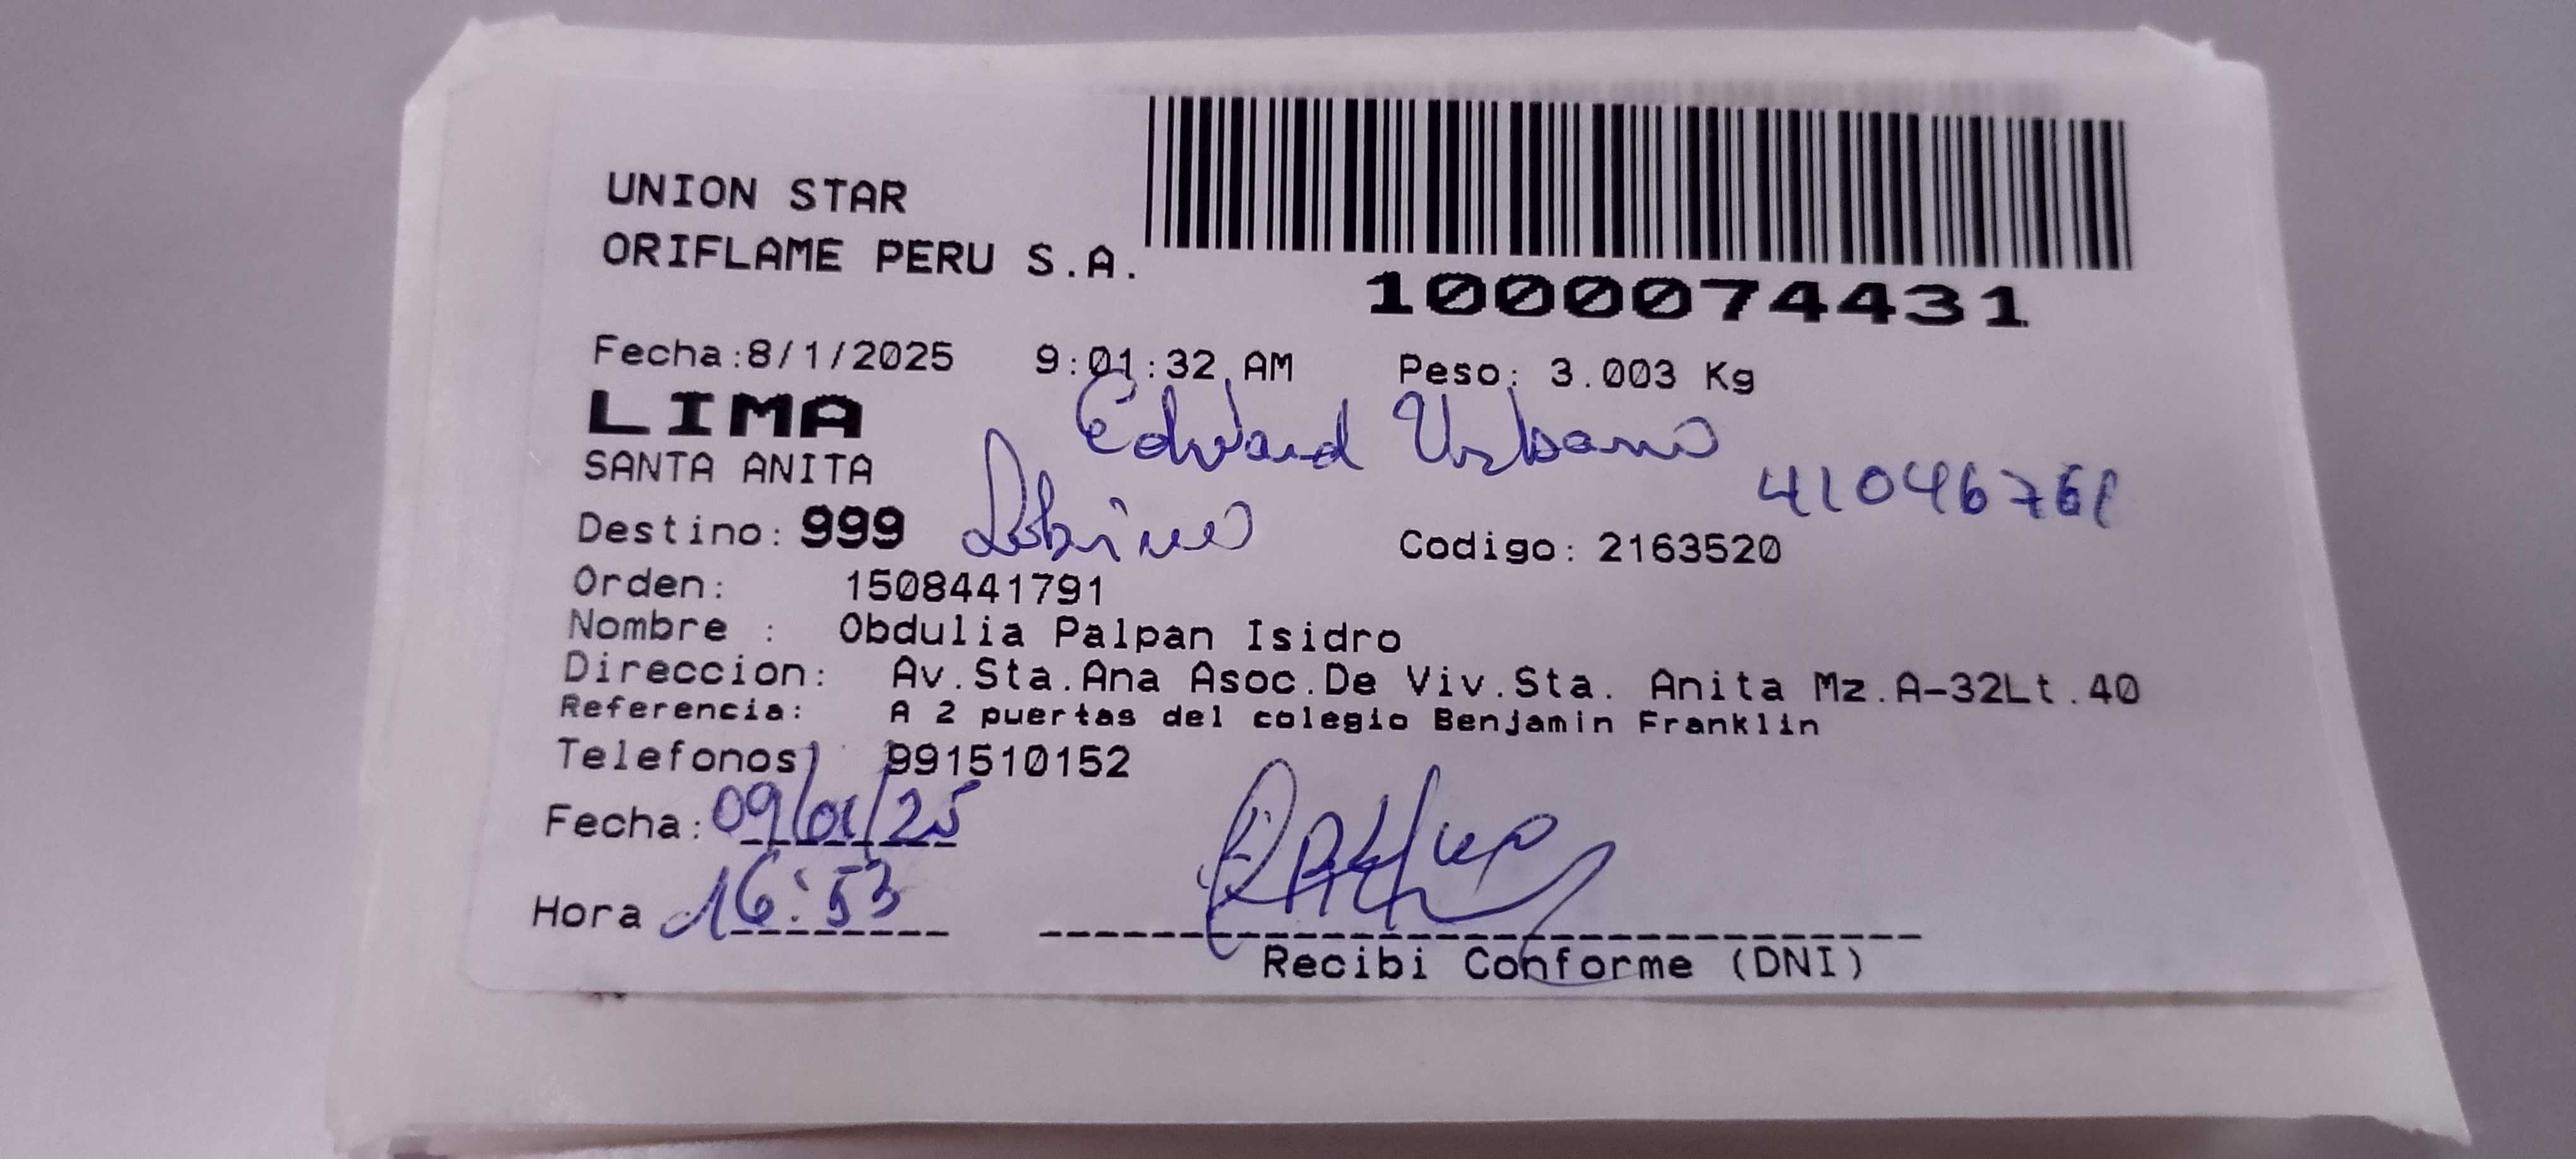 UNION STAR
ORIFLAME PERU S.A.
1000074431
Fecha:8/1/2025 9:01:32 AM Peso: 3.003 Kg
LIMA
Edward Urbano
SANTA ANITA
41046761
Destino: 999 Sobrino Codigo: 2163520
Orden: 1508441791
Nombre : Obdulia Palpan Isidro
Direccion: Av.Sta.Ana Asoc.De Viv.Sta. Anita Mz.A-32Lt.40
Referencia: A 2 puertas del colegio Benjamin Franklin
Telefonos: 991510152
Fecha: 09/01/25
Hora 16:53
Recibi Conforme (DNI)